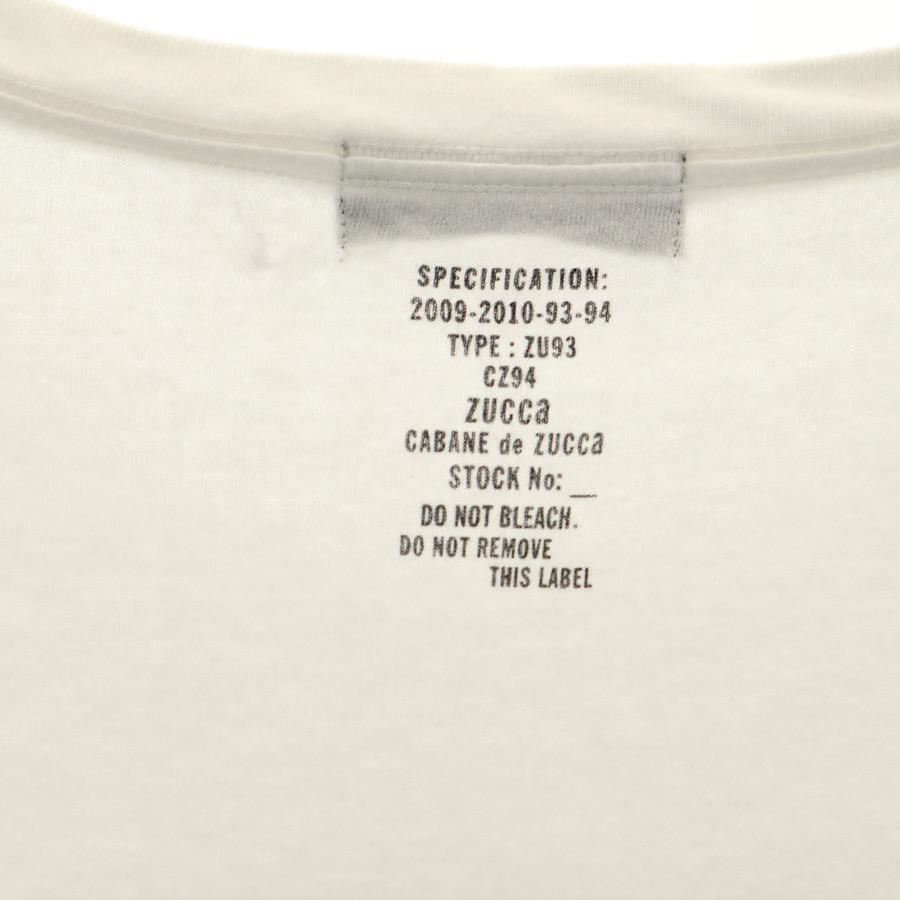 SPECIFICATION:
2009-2010-93-94
TYPE : ZU93
CZ94
ZUCCa
CABANE de ZUCCa
STOCK No: _
DO NOT BLEACH.
DO NOT REMOVE
THIS LABEL